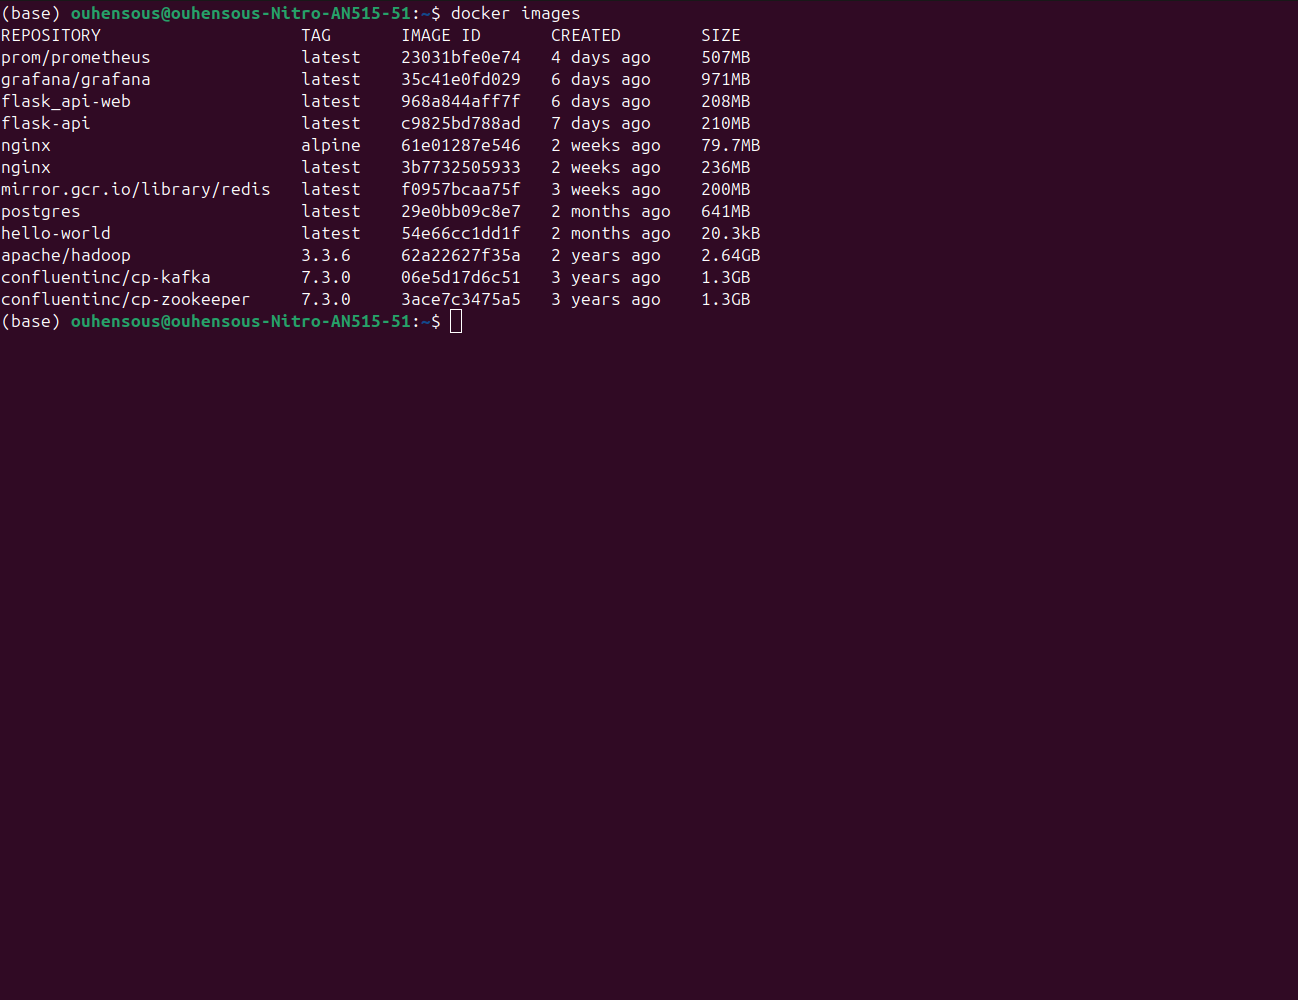 (base) ouhensous@ouhensous-Nitro-AN515-51:~$ docker images
REPOSITORY                    TAG       IMAGE ID       CREATED        SIZE
prom/prometheus               latest    23031bfe0e74   4 days ago     507MB
grafana/grafana               latest    35c41e0fd029   6 days ago     971MB
flask_api-web                 latest    968a844aff7f   6 days ago     208MB
flask-api                     latest    c9825bd788ad   7 days ago     210MB
nginx                         alpine    61e01287e546   2 weeks ago    79.7MB
nginx                         latest    3b7732505933   2 weeks ago    236MB
mirror.gcr.io/library/redis   latest    f0957bcaa75f   3 weeks ago    200MB
postgres                      latest    29e0bb09c8e7   2 months ago   641MB
hello-world                   latest    54e66cc1dd1f   2 months ago   20.3kB
apache/hadoop                 3.3.6     62a22627f35a   2 years ago    2.64GB
confluentinc/cp-kafka         7.3.0     06e5d17d6c51   3 years ago    1.3GB
confluentinc/cp-zookeeper     7.3.0     3ace7c3475a5   3 years ago    1.3GB
(base) ouhensous@ouhensous-Nitro-AN515-51:~$